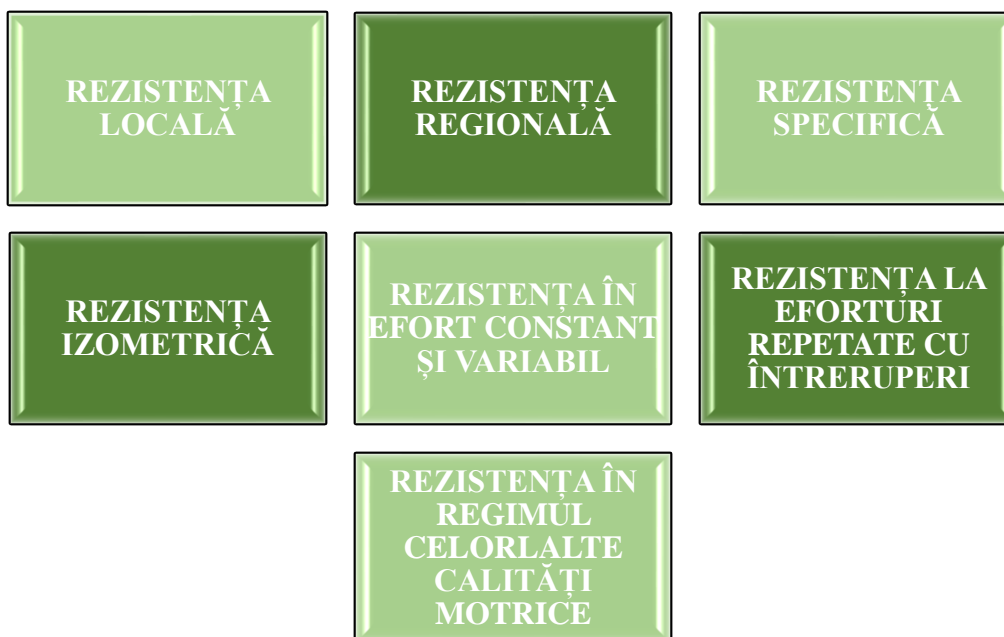 REZISTENȚA
LOCALĂ
REZISTENȚA
REGIONALĂ
REZISTENȚA
SPECIFICĂ
REZISTENȚA
IZOMETRICĂ
REZISTENȚA ÎN
EFORT CONSTANT
ȘI VARIABIL
REZISTENȚA LA
EFORTURI
REPETATE CU
ÎNTRERUPERI
REZISTENȚA ÎN
REGIMUL
CELORLALTE
CALITĂȚI
MOTRICE